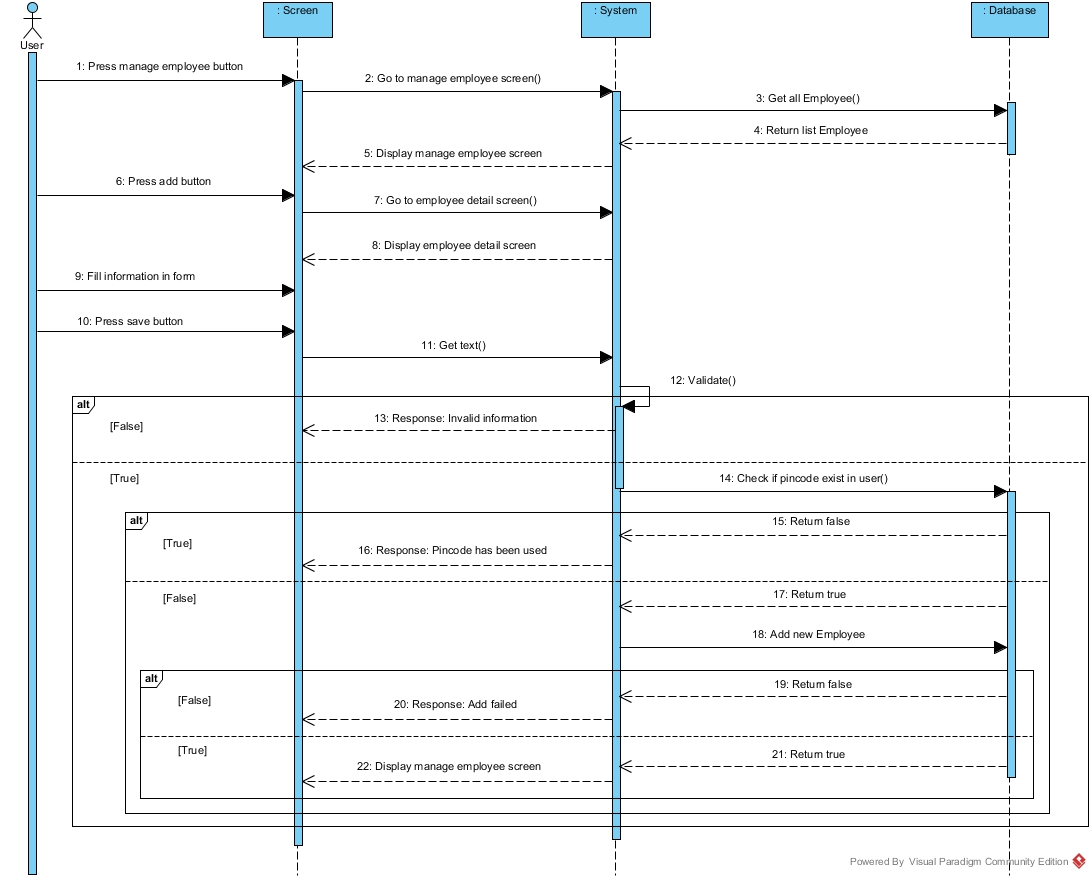 : Screen
: System
: Database
User
1: Press manage employee button
2: Go to manage employee screen()
3: Get all Employee()
4: Return list Employee
5: Display manage employee screen
6: Press add button
7: Go to employee detail screen()
8: Display employee detail screen
9: Fill information in form
10: Press save button
11: Get text()
12: Validate()
alt
13: Response: Invalid information
[False]
[True]
14: Check if pincode exist in user()
alt
15: Return false
[True]
16: Response: Pincode has been used
[False]
17: Return true
18: Add new Employee
alt
19: Return false
[False]
20: Response: Add failed
[True]
21: Return true
22: Display manage employee screen
Powered By Visual Paradigm Community Edition